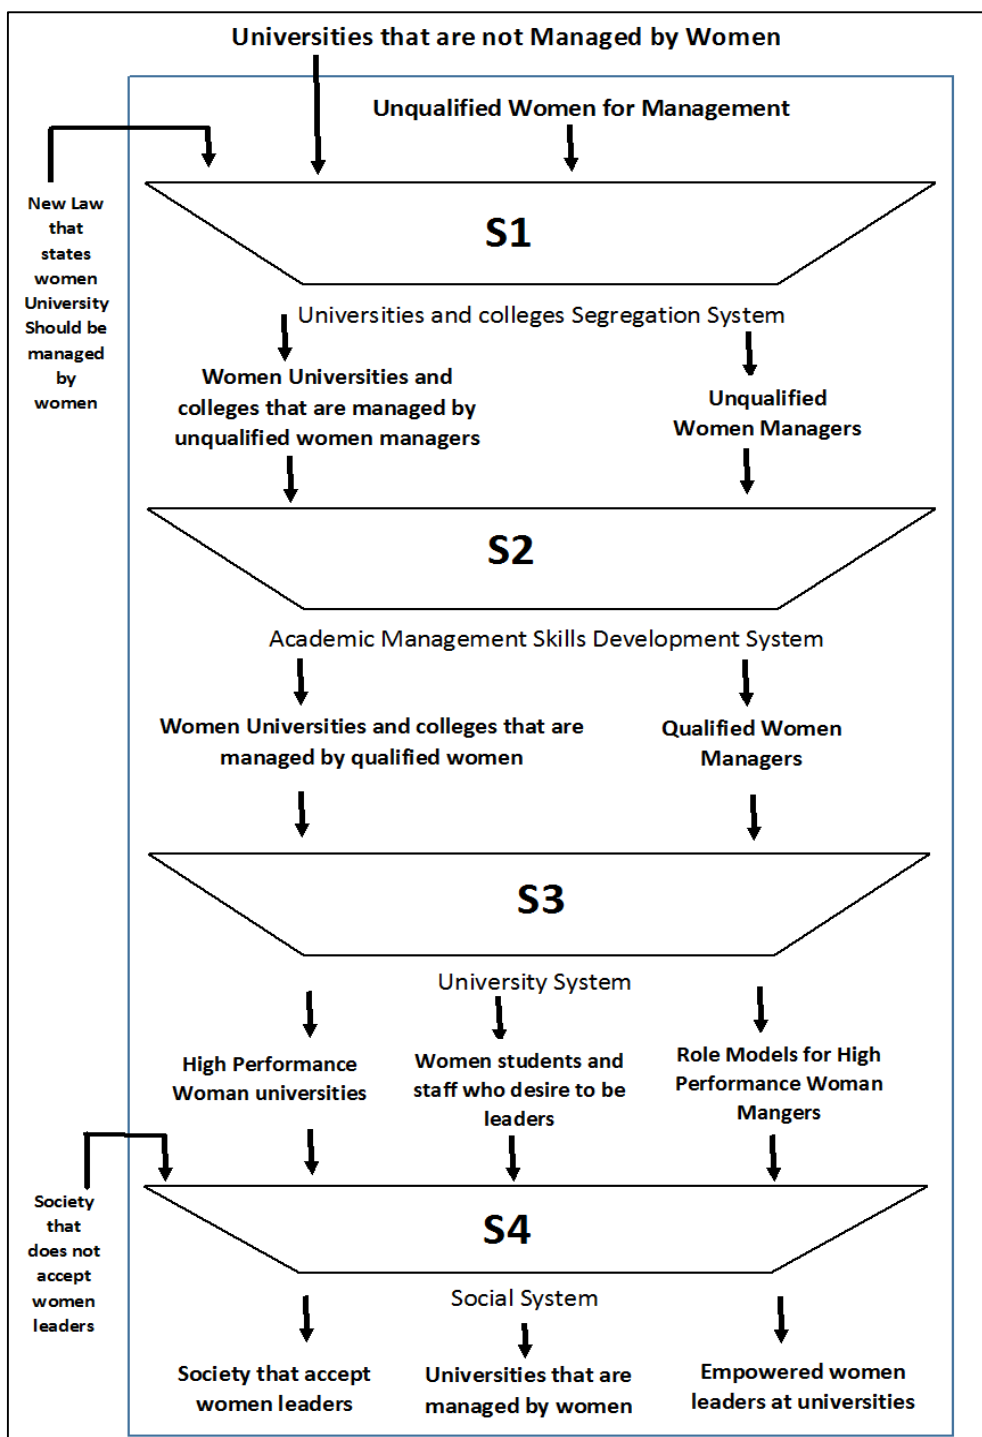 Universities that are not Managed by Women
Unqualified Women for Management
New Law
that
states
women
University
Should be
managed
by
women
S1
Universities and colleges Segregation System
Women Universities and
colleges that are managed by
unqualified women managers
Unqualified
Women Managers
S2
Academic Management Skills Development System
Women Universities and colleges that are
managed by qualified women
Qualified Women
Managers
S3
University System
High Performance
Woman universities
Women students and
staff who desire to be
leaders
Role Models for High
Performance Woman
Mangers
Society
that
does not
accept
women
leaders
S4
Social System
Society that accept
women leaders
Universities that are
managed by women
Empowered women
leaders at universities